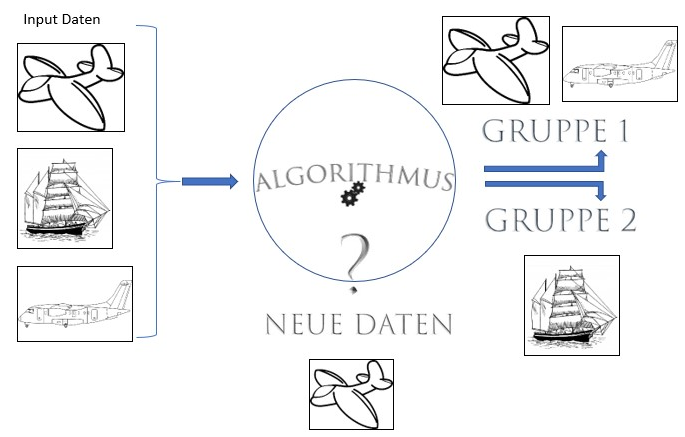 Input Daten
ALGORITHMUS
?
NEUE DATEN
GRUPPE 1
GRUPPE 2